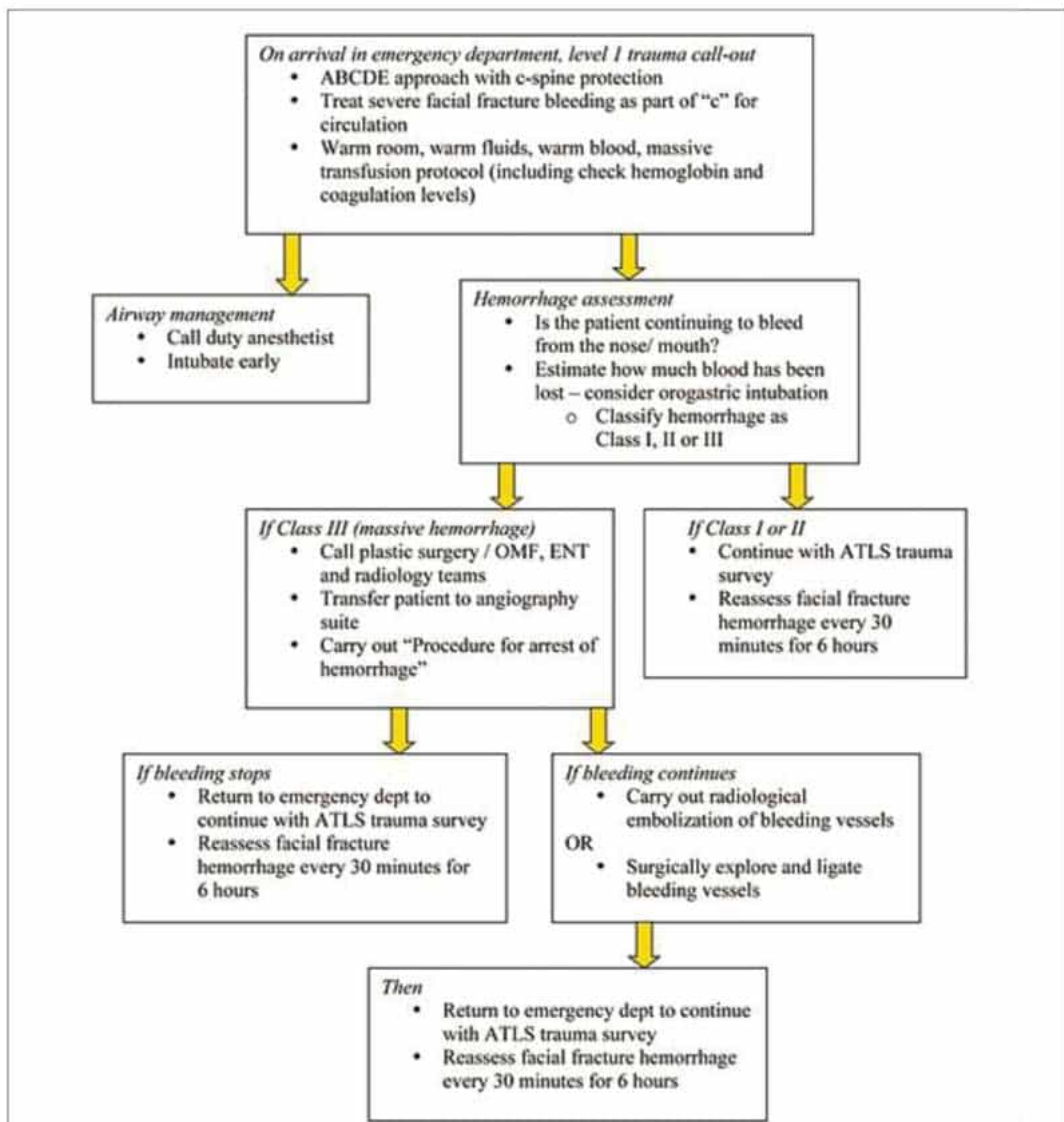 On arrival in emergency department, level 1 trauma call-out
• ABCDE approach with c-spine protection
• Treat severe facial fracture bleeding as part of “c” for
circulation
• Warm room, warm fluids, warm blood, massive
transfusion protocol (including check hemoglobin and
coagulation levels)
Airway management
• Call duty anesthetist
• Intubate early
Hemorrhage assessment
• Is the patient continuing to bleed
from the nose/ mouth?
• Estimate how much blood has been
lost – consider orogastric intubation
o Classify hemorrhage as
Class I, II or III
If Class III (massive hemorrhage)
• Call plastic surgery / OMF, ENT
and radiology teams
• Transfer patient to angiography
suite
• Carry out “Procedure for arrest of
hemorrhage”
If Class I or II
• Continue with ATLS trauma
survey
• Reassess facial fracture
hemorrhage every 30
minutes for 6 hours
If bleeding stops
• Return to emergency dept to
continue with ATLS trauma survey
• Reassess facial fracture
hemorrhage every 30 minutes for
6 hours
If bleeding continues
• Carry out radiological
embolization of bleeding vessels
OR
• Surgically explore and ligate
bleeding vessels
Then
• Return to emergency dept to continue
with ATLS trauma survey
• Reassess facial fracture hemorrhage
every 30 minutes for 6 hours